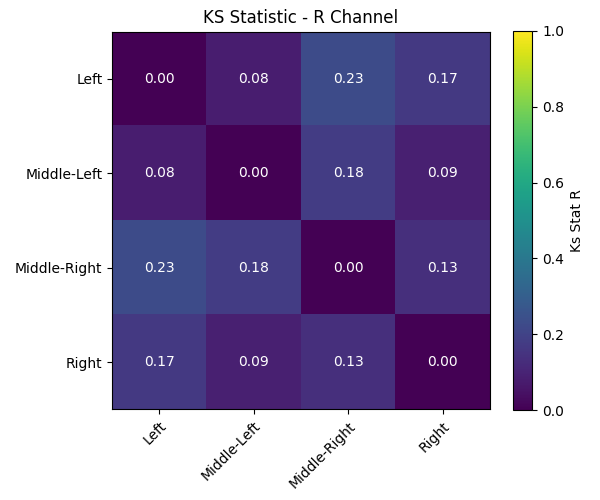 KS Statistic - R Channel
Left 0.00 0.08 0.23 0.17
Middle-Left 0.08 0.00 0.18 0.09
Middle-Right 0.23 0.18 0.00 0.13
Right 0.17 0.09 0.13 0.00
Left Middle-Left Middle-Right Right
1.0
0.8
0.6
0.4
0.2
0.0
Ks Stat R